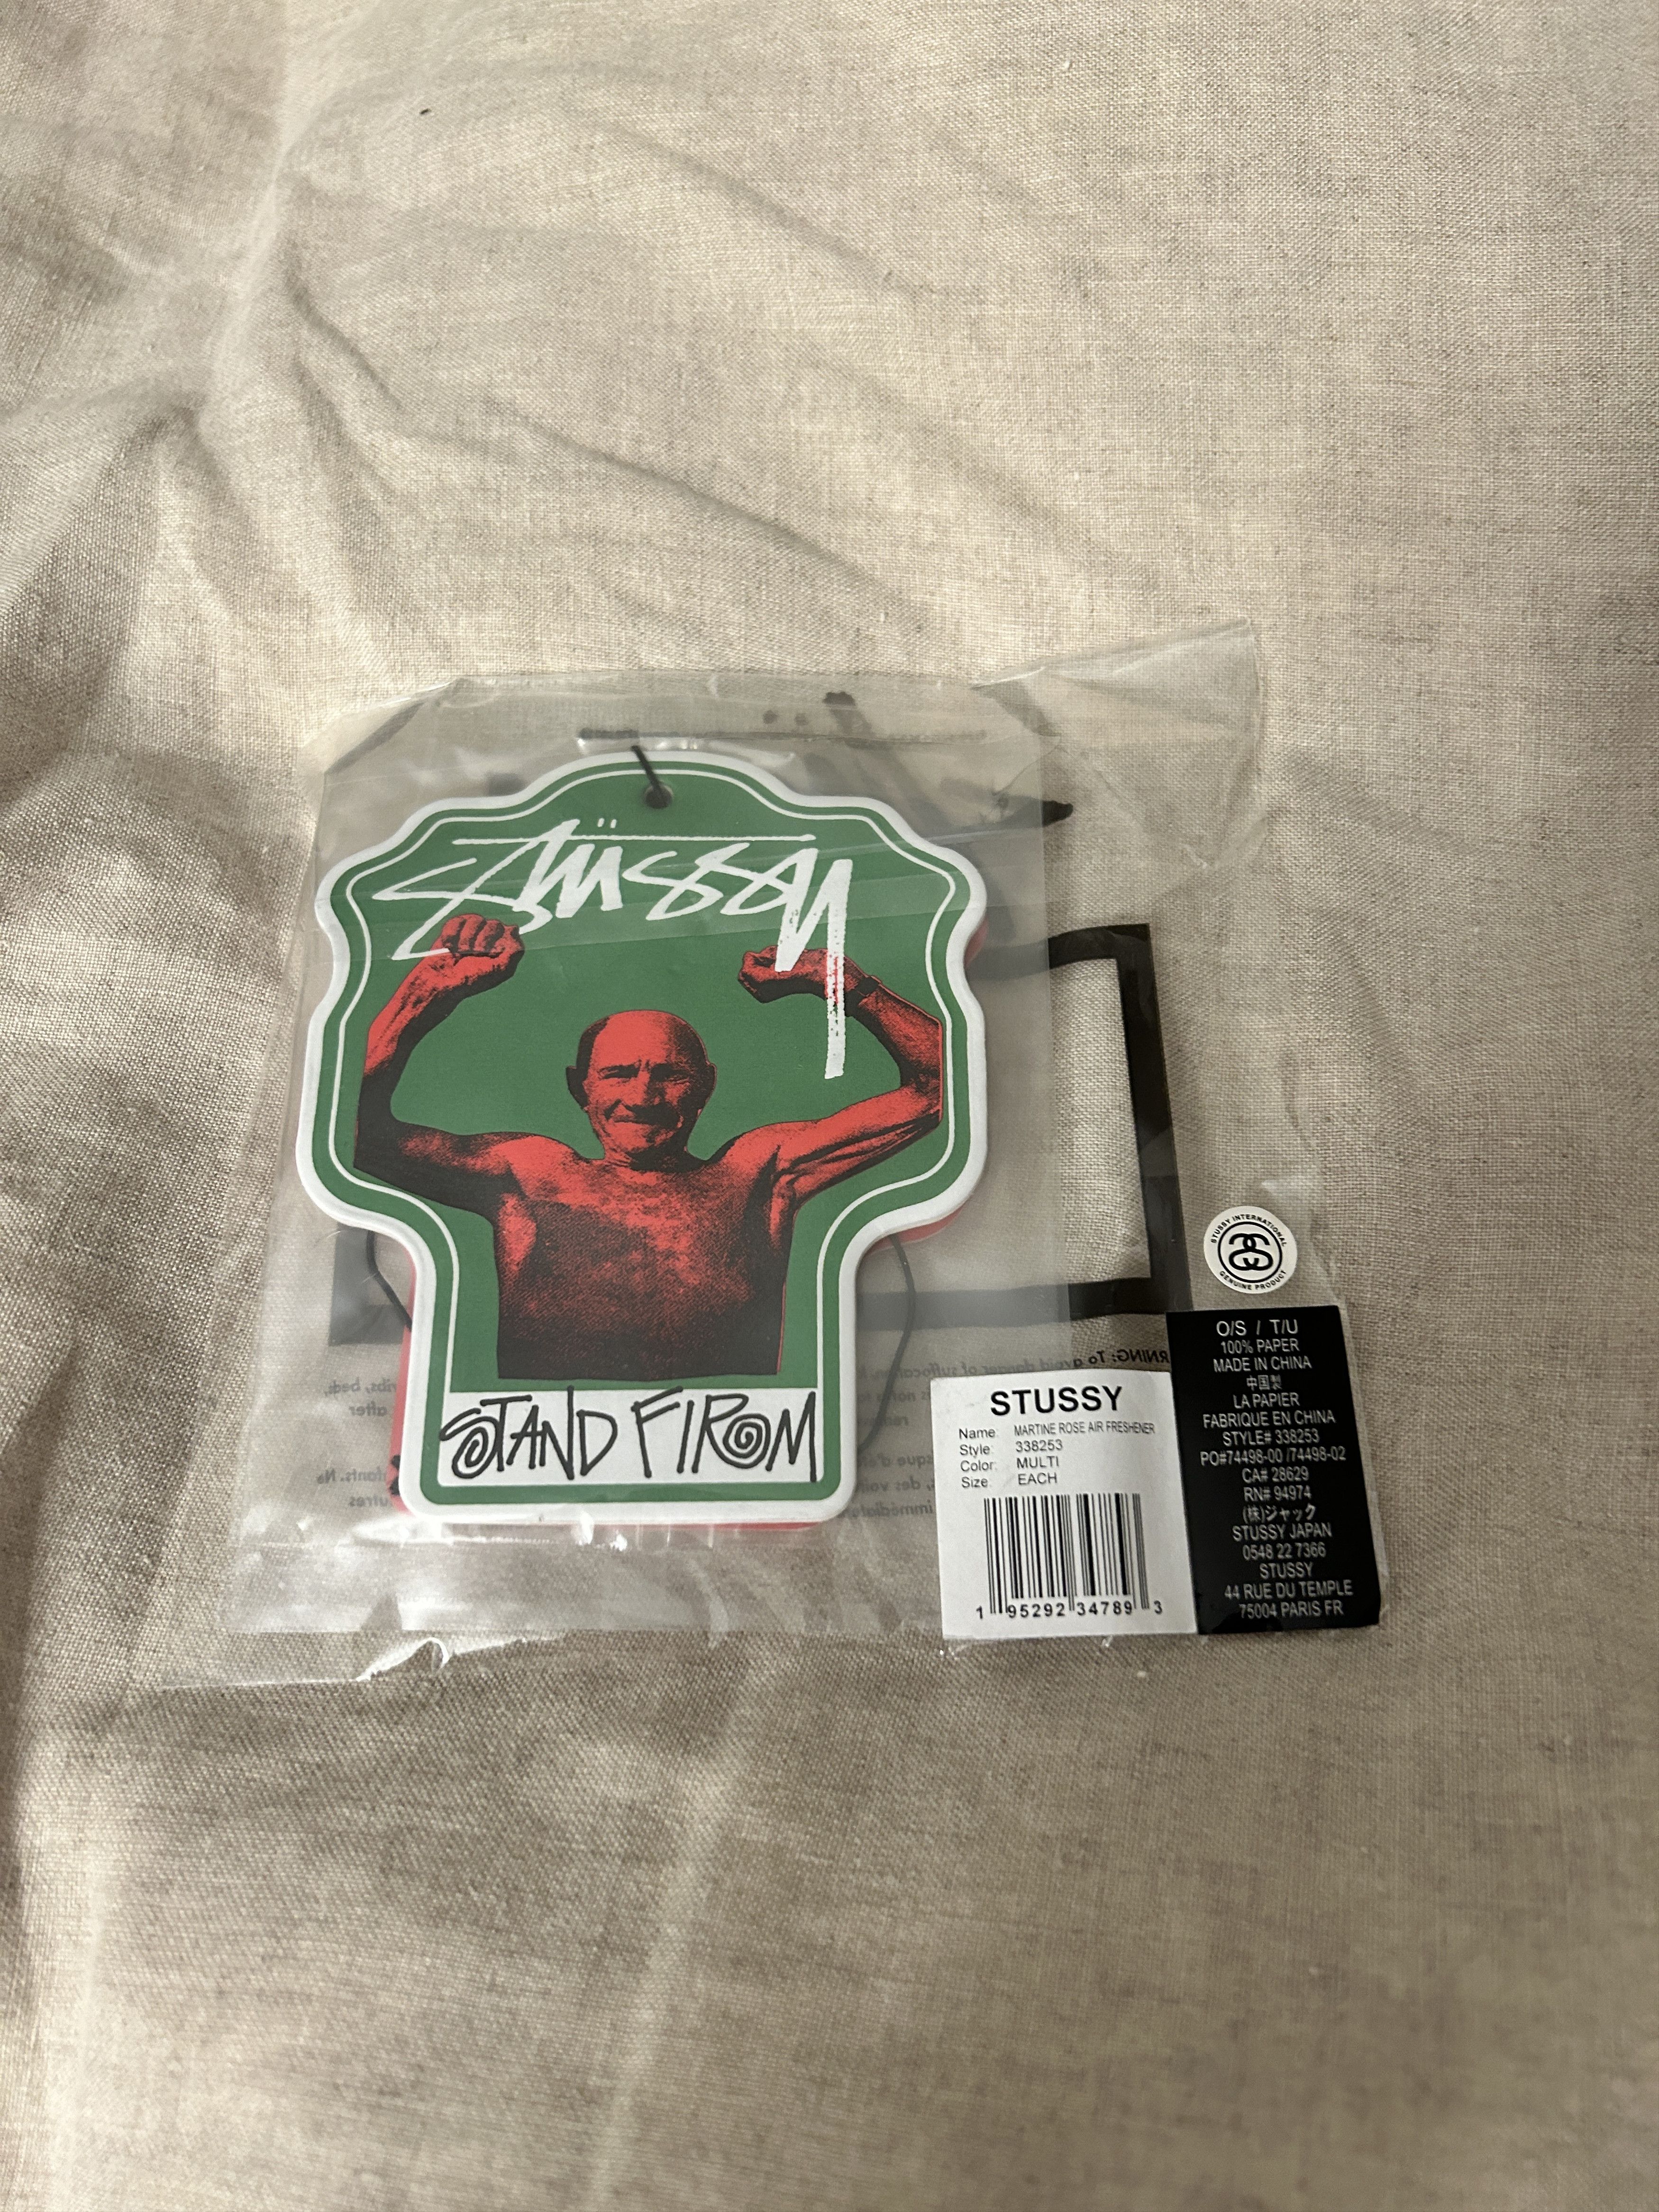 Stüssy
STAND FIRM
STUSSY INTERNATIONAL
GENUINE PRODUCT
STUSSY
Name: MARTINE ROSE AIR FRESHENER
Style: 338253
Color: MULTI
Size: EACH
1 95292 34789 3
O/S / T/U
100% PAPER
MADE IN CHINA
中国製
LA PAPIER
FABRIQUE EN CHINA
STYLE# 338253
PO#74498-00 /74498-02
CA# 28629
RN# 94974
(株)ジャック
STUSSY JAPAN
0548 22 7366
STUSSY
44 RUE DU TEMPLE
75004 PARIS FR